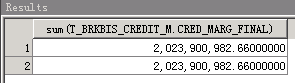 Results
sum(T_BRKBIS_CREDIT_M.CRED_MARG_FINAL)
1 2,023,900,982.66000000
2 2,023,900,982.66000000